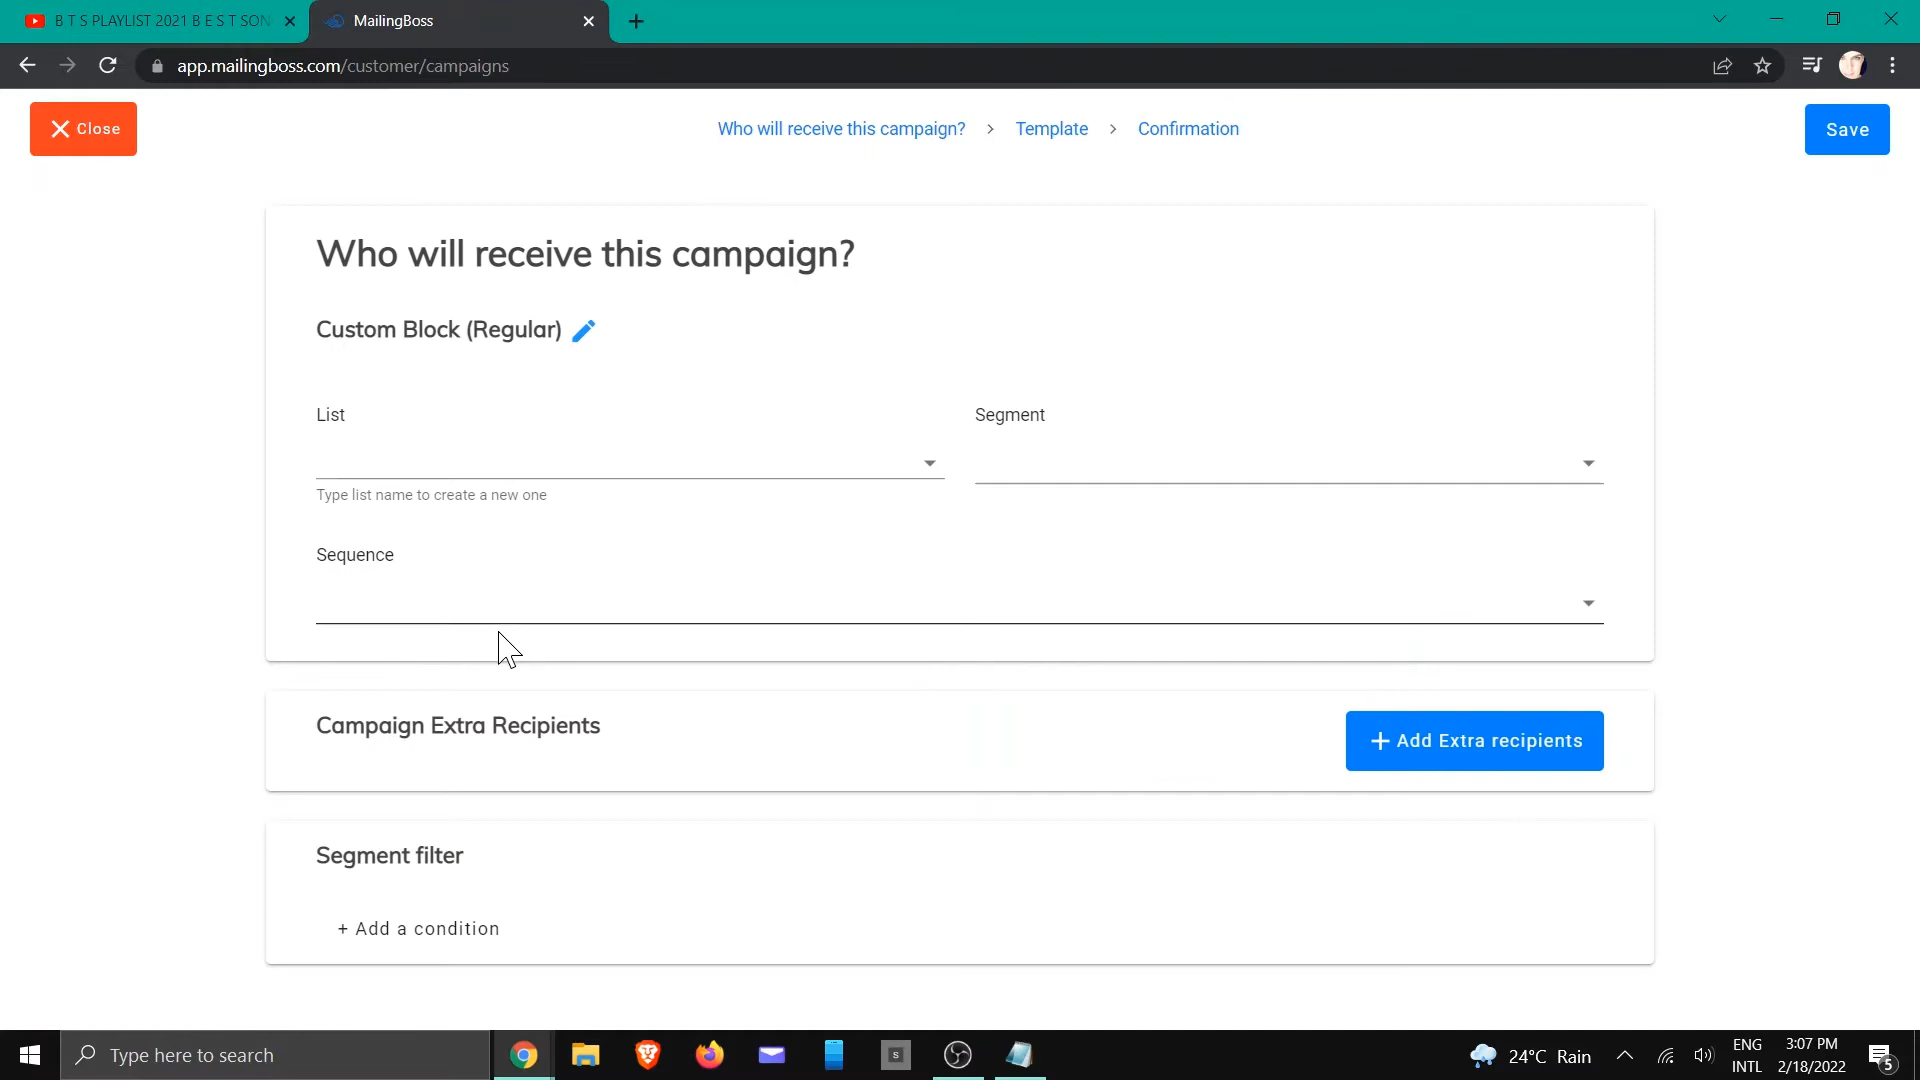 B T S PLAYLIST 2021 B E S T SON
MailingBoss
app.mailingboss.com/customer/campaigns
Close
Who will receive this campaign? > Template > Confirmation
Save
Who will receive this campaign?
Custom Block (Regular)
List
Segment
Type list name to create a new one
Sequence
Campaign Extra Recipients
+ Add Extra recipients
Segment filter
+ Add a condition
Type here to search
S
24°C Rain
ENG
INTL
3:07 PM
2/18/2022
5